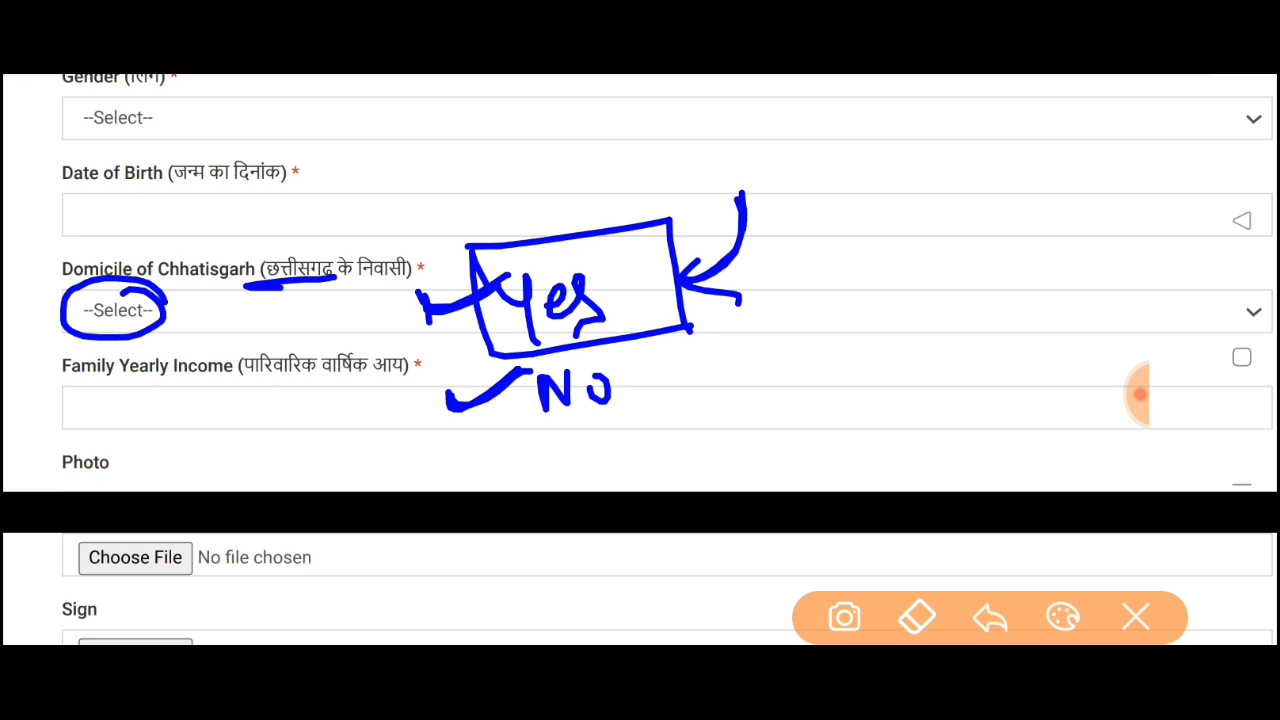 Gender (लिंग) *
--Select--
Date of Birth (जन्म का दिनांक) *
Domicile of Chhatisgarh (छत्तीसगढ़ के निवासी) *
--Select--
Yes
Family Yearly Income (पारिवारिक वार्षिक आय) *
No
Photo
Choose File No file chosen
Sign